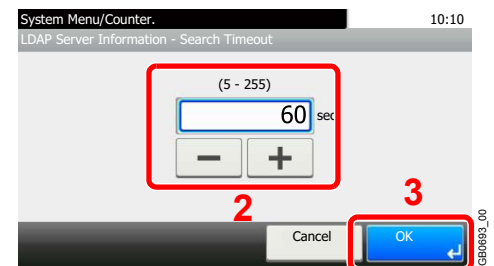 System Menu/Counter. 10:10
LDAP Server Information - Search Timeout
(5 - 255)
60 sec
− +
2
3
Cancel OK
GB0693_00